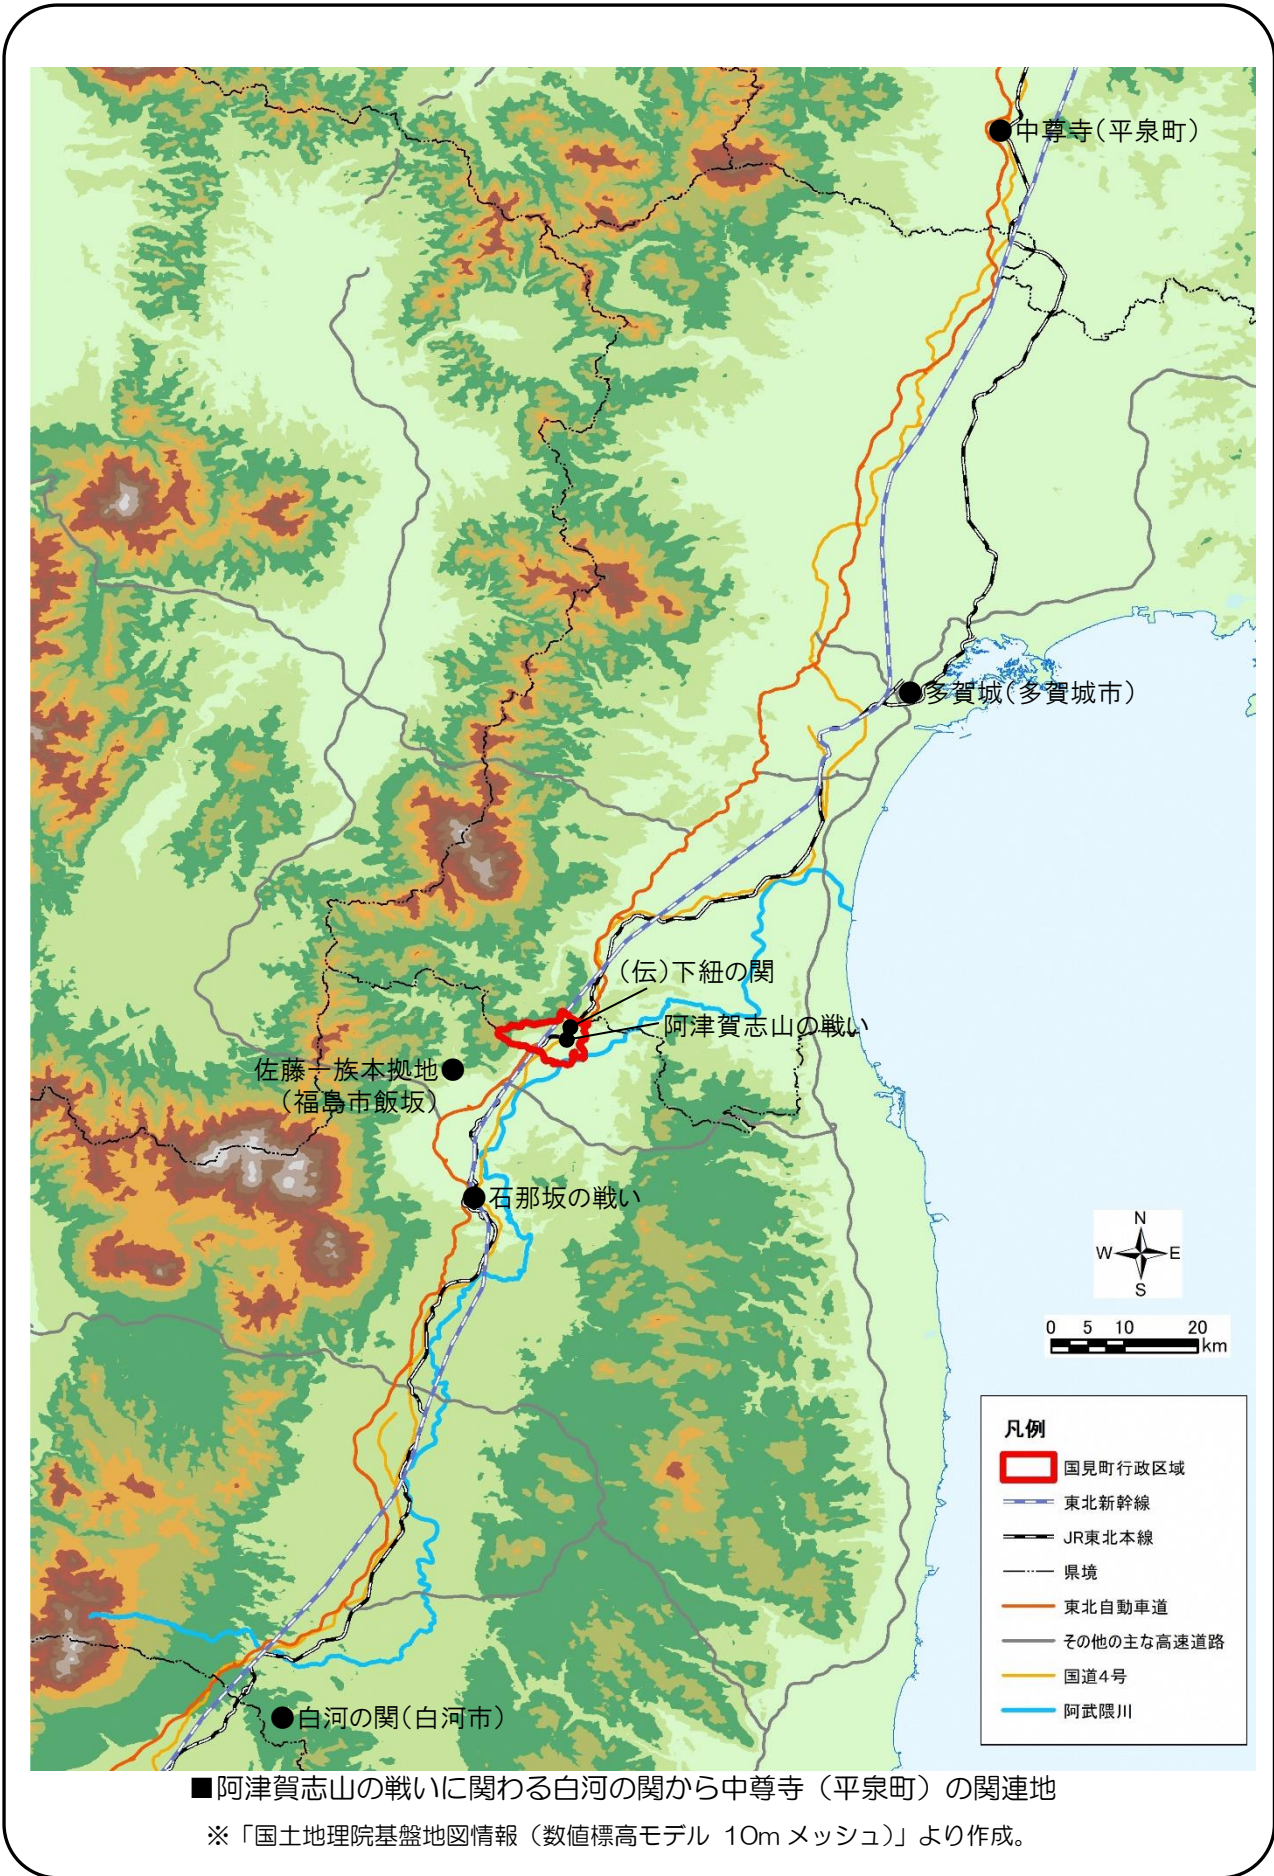 中尊寺(平泉町)
多賀城(多賀城市)
(伝)下紐の関
阿津賀志山の戦い
佐藤一族本拠地
(福島市飯坂)
石那坂の戦い
N
W E
S
0 5 10 20
km
凡例
国見町行政区域
東北新幹線
JR東北本線
県境
東北自動車道
その他の主な高速道路
国道4号
阿武隈川
白河の関(白河市)
■阿津賀志山の戦いに関わる白河の関から中尊寺(平泉町)の関連地
※「国土地理院基盤地図情報(数値標高モデル 10mメッシュ)」より作成。